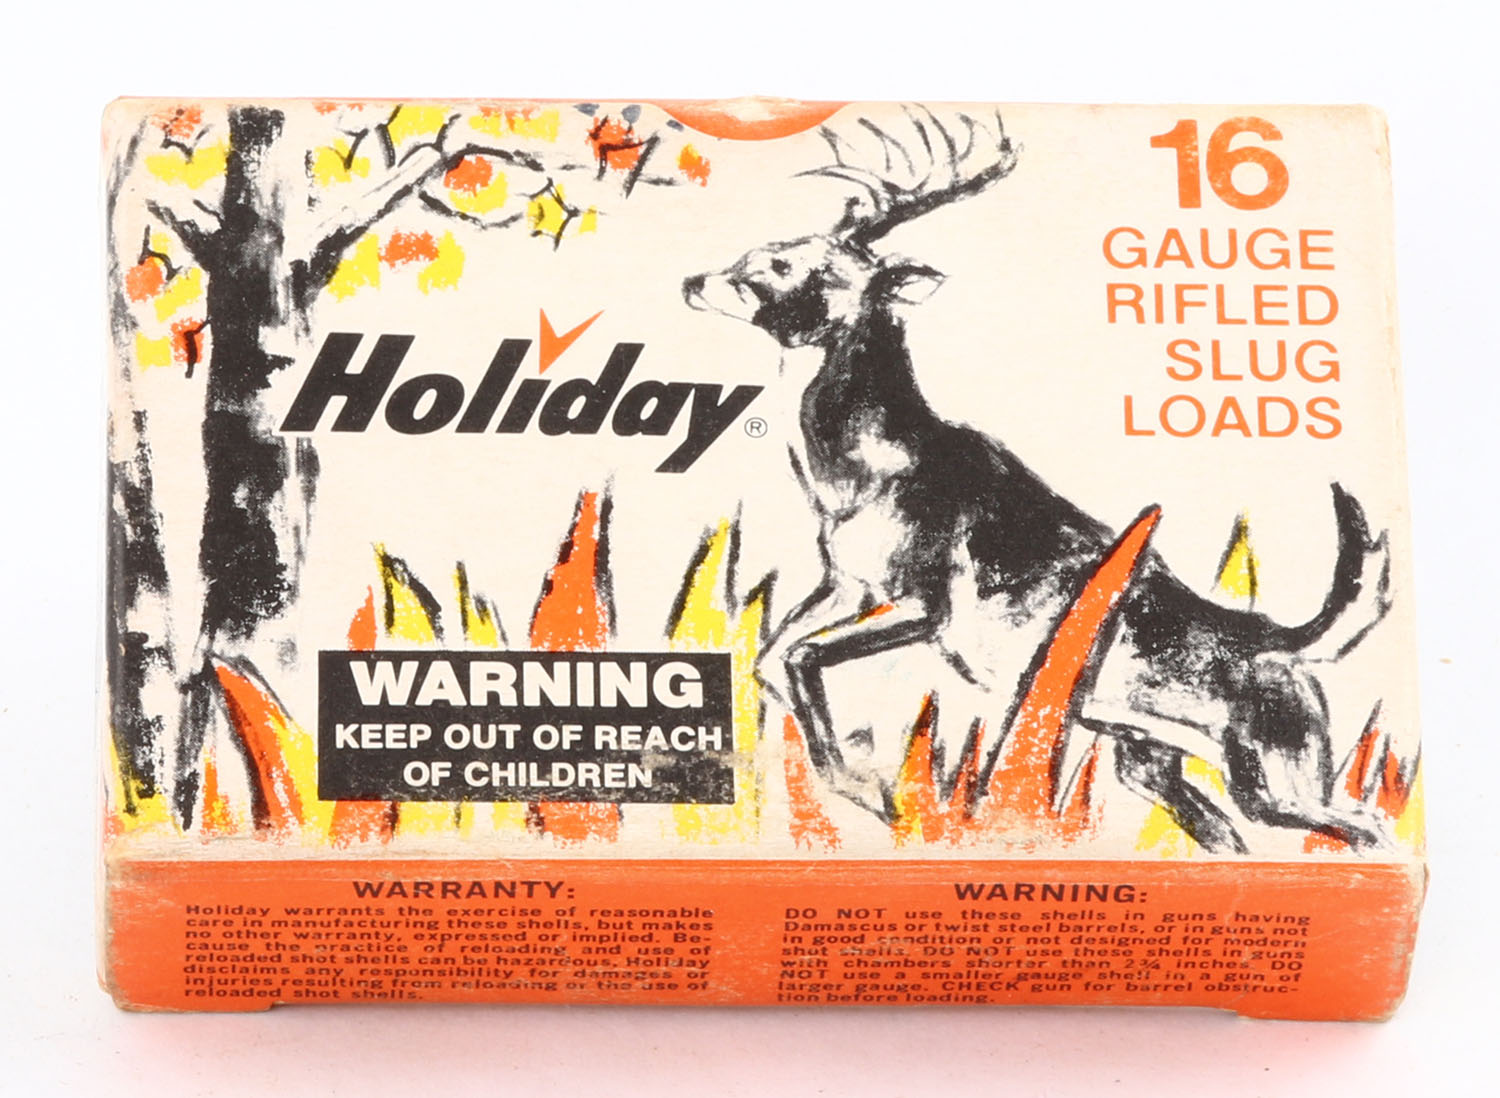 16
GAUGE
RIFLED
SLUG
LOADS
Holiday®
WARNING
KEEP OUT OF REACH
OF CHILDREN
WARRANTY:
Holiday warrants the exercise of reasonable
care in manufacturing these shells, but makes
no other warranty, expressed or implied. Be-
cause the practice of reloading and use of
reloaded shot shells can be hazardous, Holiday
disclaims any responsibility for damages or
injuries resulting from reloading or the use of
reloaded shot shells.
WARNING:
DO NOT use these shells in guns having
Damascus or twist steel barrels, or in guns not
in good condition or not designed for modern
shot shells. DO NOT use these shells in guns
with chambers shorter than 2¾ inches. DO
NOT use a smaller gauge shell in a gun of
larger gauge. CHECK gun for barrel obstruc-
tion before loading.